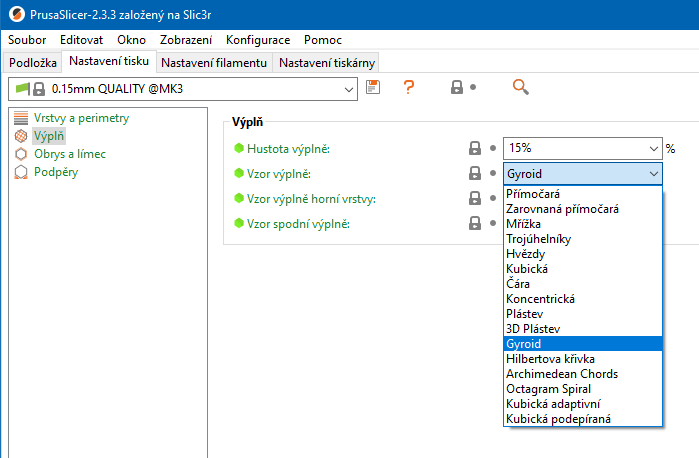 PrusaSlicer-2.3.3 založený na Slic3r
Soubor Editovat Okno Zobrazení Konfigurace Pomoc
Podložka Nastavení tisku Nastavení filamentu Nastavení tiskárny
0.15mm QUALITY @MK3 ?
Vrstvy a perimetry
Výplň
Obrys a límec
Podpěry
Výplň
Hustota výplně: 15% %
Vzor výplně: Gyroid
Vzor výplně horní vrstvy:
Vzor spodní výplně:
Přímočará
Zarovnaná přímočará
Mřížka
Trojúhelníky
Hvězdy
Kubická
Čára
Koncentrická
Plástev
3D Plástev
Gyroid
Hilbertova křivka
Archimedean Chords
Octagram Spiral
Kubická adaptivní
Kubická podepíraná